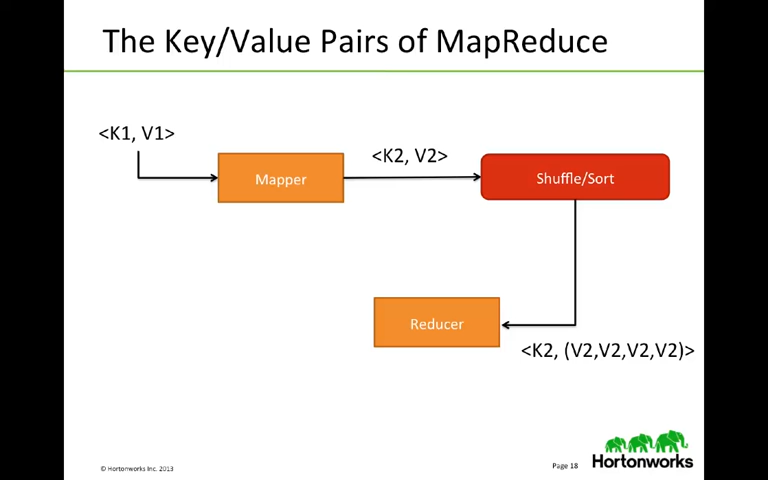 The Key/Value Pairs of MapReduce
<K1, V1>
<K2, V2>
Mapper
Shuffle/Sort
Reducer
<K2, (V2,V2,V2,V2)>
© Hortonworks Inc. 2013
Page 18
Hortonworks